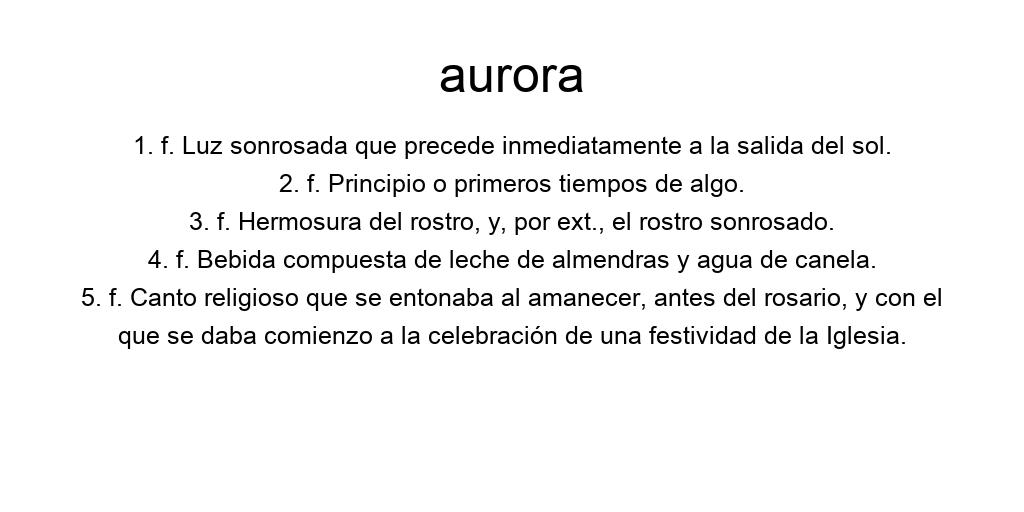 aurora
1. f. Luz sonrosada que precede inmediatamente a la salida del sol.
2. f. Principio o primeros tiempos de algo.
3. f. Hermosura del rostro, y, por ext., el rostro sonrosado.
4. f. Bebida compuesta de leche de almendras y agua de canela.
5. f. Canto religioso que se entonaba al amanecer, antes del rosario, y con el
que se daba comienzo a la celebración de una festividad de la Iglesia.